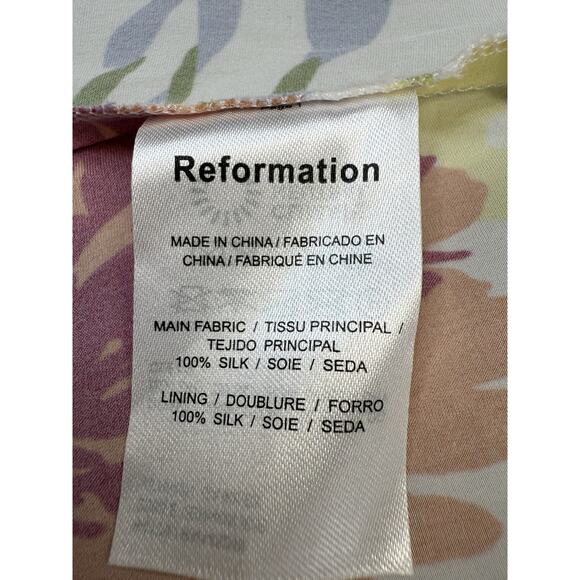 Reformation
MADE IN CHINA / FABRICADO EN
CHINA / FABRIQUÉ EN CHINE
MAIN FABRIC / TISSU PRINCIPAL /
TEJIDO PRINCIPAL
100% SILK / SOIE / SEDA
LINING / DOUBLURE / FORRO
100% SILK / SOIE / SEDA